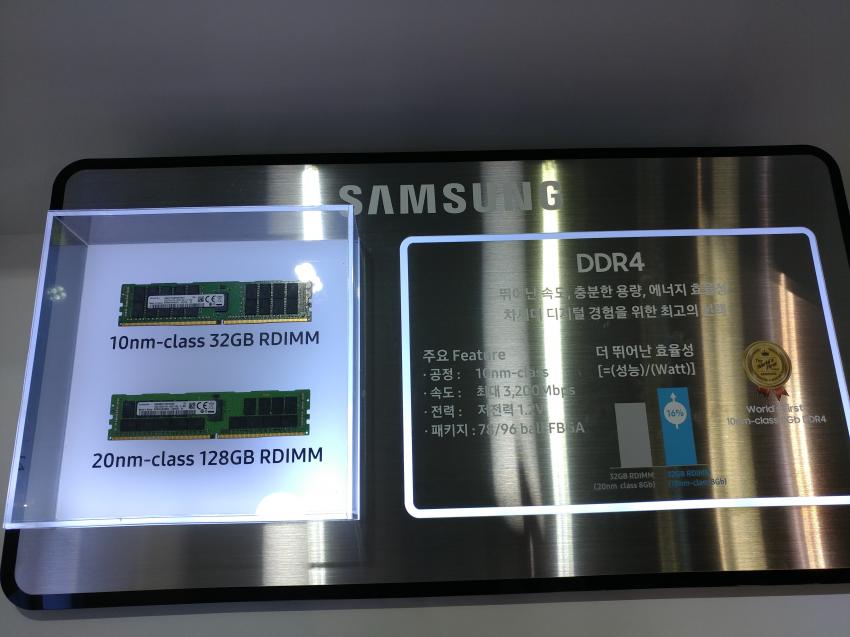 SAMSUNG
10nm-class 32GB RDIMM
20nm-class 128GB RDIMM
DDR4
뛰어난 속도, 충분한 용량, 에너지 효율성
차세대 디지털 경험을 위한 최고의 선택
주요 Feature
· 공정 : 10nm-class
· 속도 : 최대 3,200Mbps
· 전력 : 저전력 1.2V
· 패키지 : 78/96 ball FBGA
더 뛰어난 효율성
[=(성능)/(Watt)]
16%
32GB RDIMM
(20nm class 8Gb)
32GB RDIMM
(10nm-class 8Gb)
World's First
10nm-class 8Gb DDR4